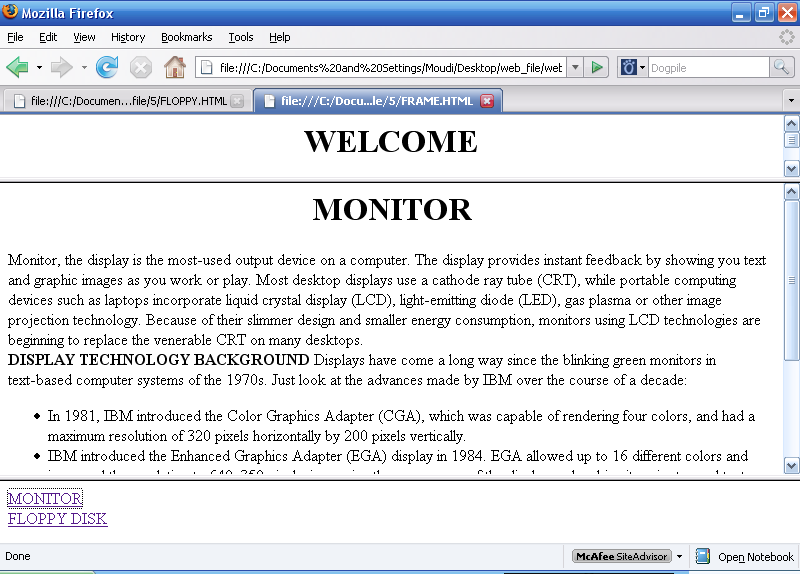 Mozilla Firefox
File Edit View History Bookmarks Tools Help
file:///C:/Documents%20and%20Settings/Moudi/Desktop/web_file/web
Dogpile
file:///C:/Documen...file/5/FLOPPY.HTML
file:///C:/Docu...le/5/FRAME.HTML
WELCOME
MONITOR
Monitor, the display is the most-used output device on a computer. The display provides instant feedback by showing you text
and graphic images as you work or play. Most desktop displays use a cathode ray tube (CRT), while portable computing
devices such as laptops incorporate liquid crystal display (LCD), light-emitting diode (LED), gas plasma or other image
projection technology. Because of their slimmer design and smaller energy consumption, monitors using LCD technologies are
beginning to replace the venerable CRT on many desktops.
DISPLAY TECHNOLOGY BACKGROUND Displays have come a long way since the blinking green monitors in
text-based computer systems of the 1970s. Just look at the advances made by IBM over the course of a decade:
• In 1981, IBM introduced the Color Graphics Adapter (CGA), which was capable of rendering four colors, and had a
maximum resolution of 320 pixels horizontally by 200 pixels vertically.
• IBM introduced the Enhanced Graphics Adapter (EGA) display in 1984. EGA allowed up to 16 different colors and
MONITOR
FLOPPY DISK
Done
McAfee SiteAdvisor
Open Notebook